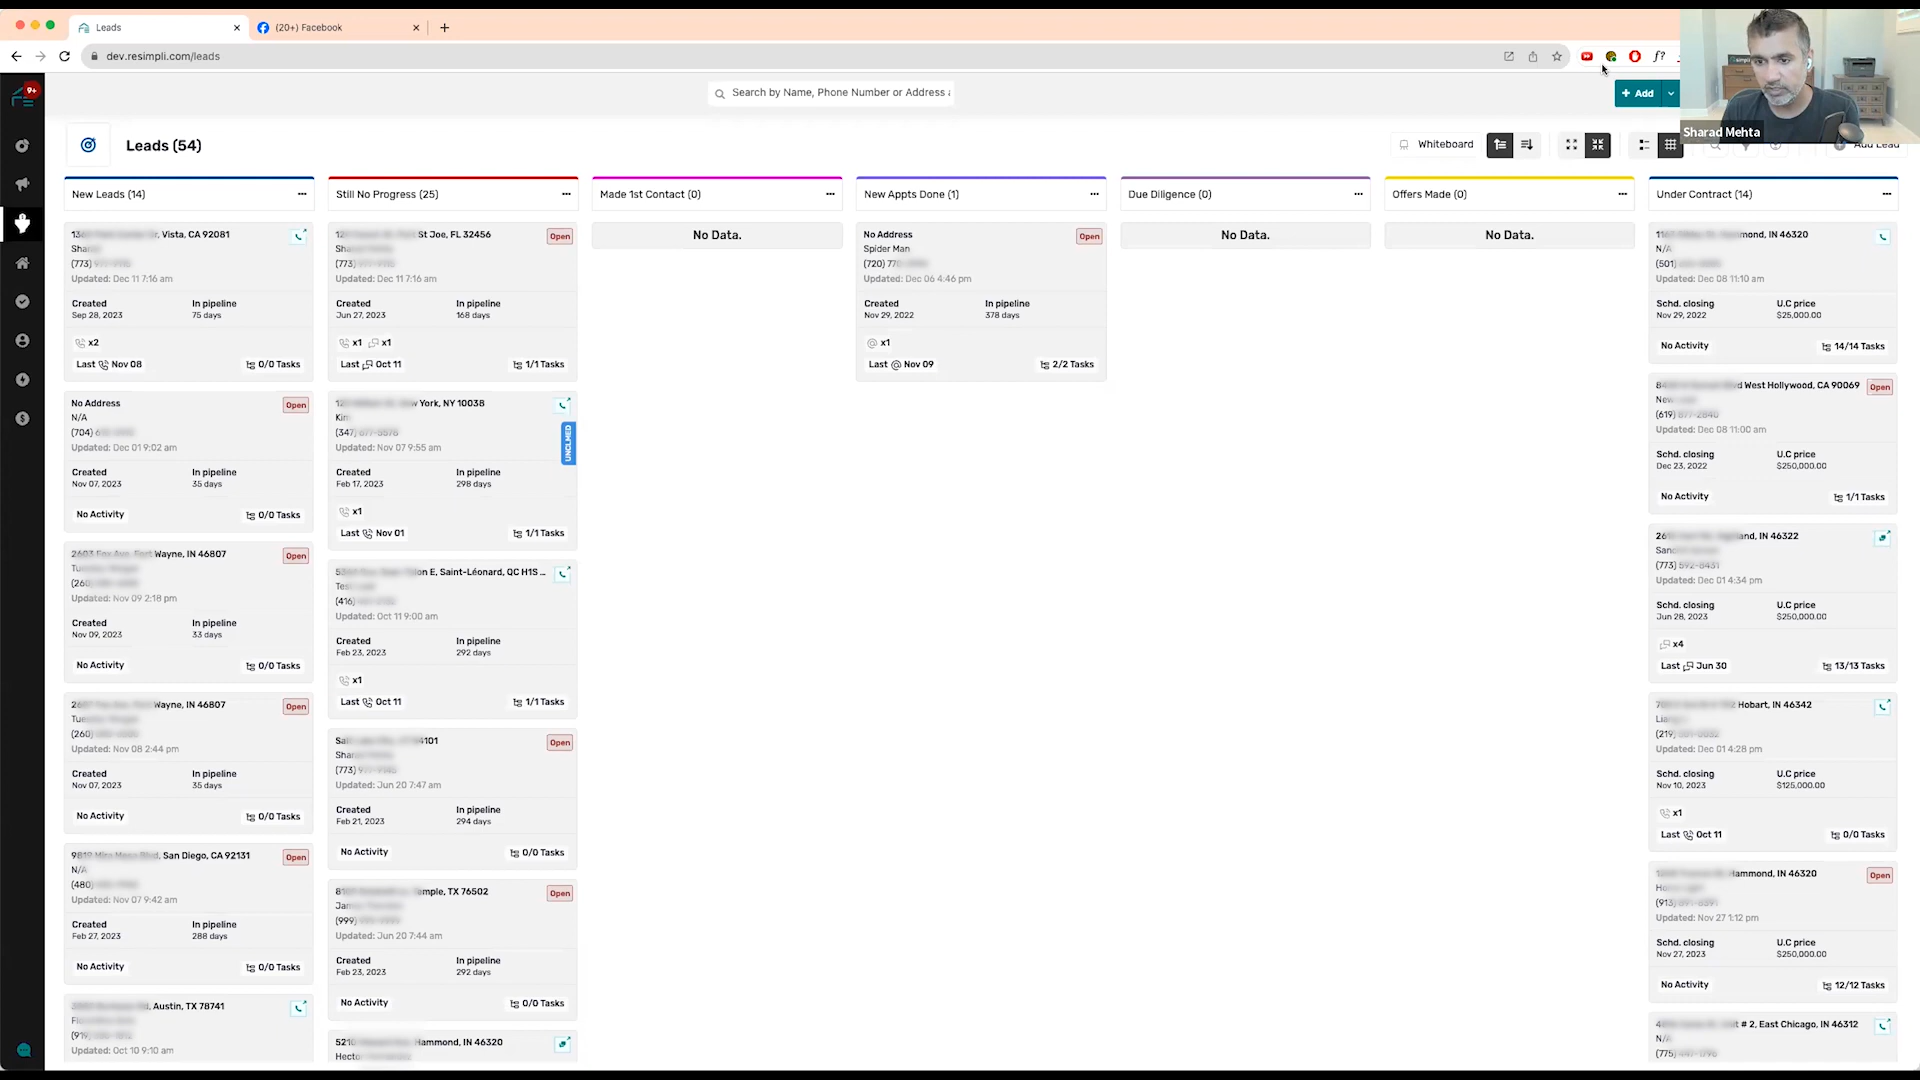 Leads
(20+) Facebook
dev.resimpli.com/leads
f?
9+
Search by Name, Phone Number or Address a
+ Add
Sharad Mehta
Leads (54)
Whiteboard
Add Lead
New Leads (14)
Vista, CA 92081
(773)
Updated: Dec 11 7:16 am
Created
In pipeline
Sep 28, 2023
75 days
x2
Last Nov 08
0/0 Tasks
No Address
Open
N/A
(704)
Updated: Dec 01 9:02 am
Created
In pipeline
Nov 07, 2023
35 days
No Activity
0/0 Tasks
Wayne, IN 46807
Open
(260)
Updated: Nov 09 2:18 pm
Created
In pipeline
Nov 09, 2023
33 days
No Activity
0/0 Tasks
Wayne, IN 46807
Open
(260)
Updated: Nov 08 2:44 pm
Created
In pipeline
Nov 07, 2023
35 days
No Activity
0/0 Tasks
San Diego, CA 92131
Open
N/A
(480)
Updated: Nov 07 9:42 am
Created
In pipeline
Feb 27, 2023
288 days
No Activity
0/0 Tasks
Austin, TX 78741
(919)
Updated: Oct 10 9:10 am
Still No Progress (25)
St Joe, FL 32456
Open
(773)
Updated: Dec 11 7:16 am
Created
In pipeline
Jun 27, 2023
168 days
x1 x1
Last Oct 11
1/1 Tasks
York, NY 10038
Kim
(347)
Updated: Nov 07 9:55 am
UNCLMED
Created
In pipeline
Feb 17, 2023
298 days
x1
Last Nov 01
1/1 Tasks
E, Saint-Léonard, QC H1S ...
(416)
Updated: Oct 11 9:00 am
Created
In pipeline
Feb 23, 2023
292 days
x1
Last Oct 11
1/1 Tasks
Open
(773)
Updated: Jun 20 7:47 am
Created
In pipeline
Feb 21, 2023
294 days
No Activity
0/0 Tasks
Temple, TX 76502
Open
(999)
Updated: Jun 20 7:44 am
Created
In pipeline
Feb 23, 2023
292 days
No Activity
0/0 Tasks
5210 Hammond, IN 46320
Hector
Made 1st Contact (0)
No Data.
New Appts Done (1)
No Address
Open
Spider Man
(720)
Updated: Dec 06 4:46 pm
Created
In pipeline
Nov 29, 2022
378 days
@ x1
Last @ Nov 09
2/2 Tasks
Due Diligence (0)
No Data.
Offers Made (0)
No Data.
Under Contract (14)
IN 46320
N/A
(501)
Updated: Dec 08 11:10 am
Schd. closing
U.C price
Nov 29, 2022
$25,000.00
No Activity
14/14 Tasks
West Hollywood, CA 90069
Open
(619)
Updated: Dec 08 11:00 am
Schd. closing
U.C price
Dec 23, 2022
$250,000.00
No Activity
1/1 Tasks
IN 46322
(773)
Updated: Dec 01 4:34 pm
Schd. closing
U.C price
Jun 28, 2023
$250,000.00
x4
Last Jun 30
13/13 Tasks
Hobart, IN 46342
(219)
Updated: Dec 01 4:28 pm
Schd. closing
U.C price
Nov 10, 2023
$125,000.00
x1
Last Oct 11
0/0 Tasks
Hammond, IN 46320
Open
(913)
Updated: Nov 27 1:12 pm
Schd. closing
U.C price
Nov 27, 2023
$250,000.00
No Activity
12/12 Tasks
# 2, East Chicago, IN 46312
N/A
(775)